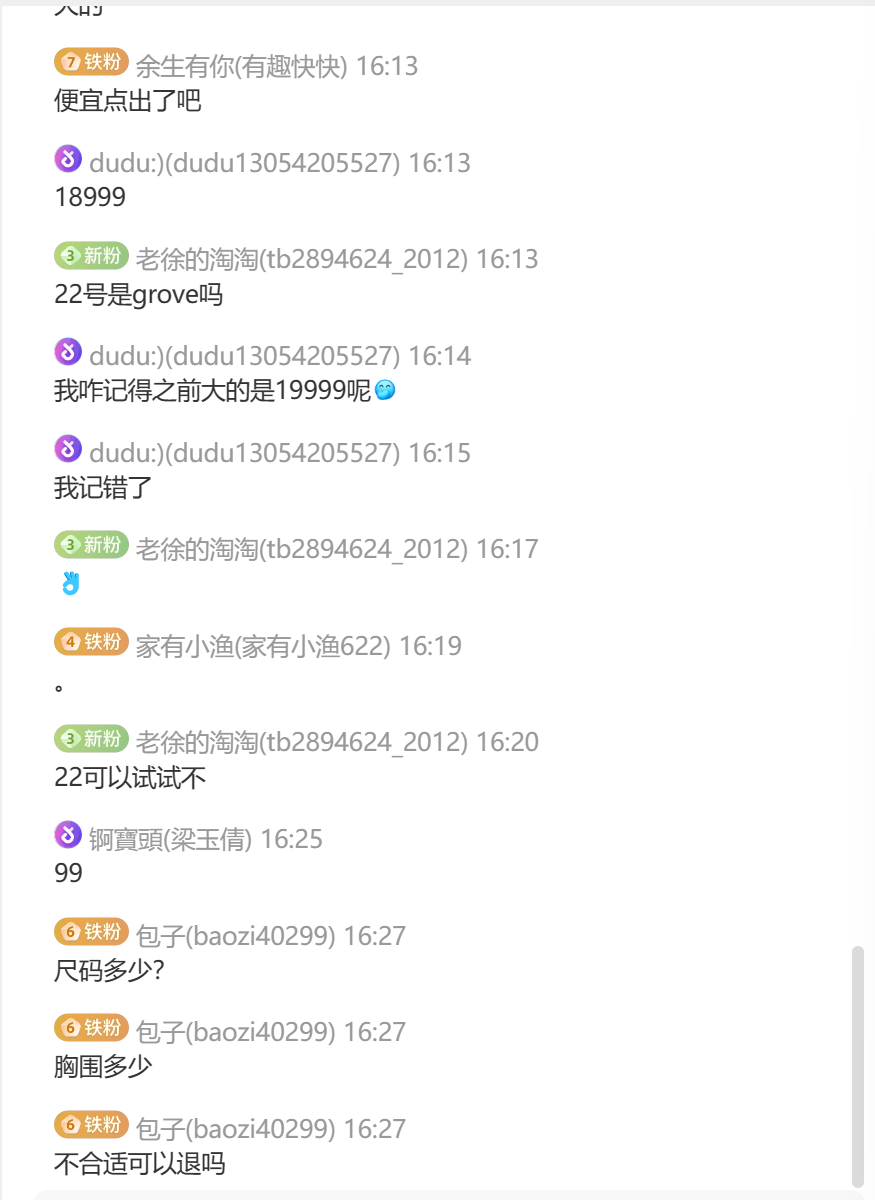 大的
7 铁粉 余生有你(有趣快快) 16:13
便宜点出了吧
dudu:)(dudu13054205527) 16:13
18999
3 新粉 老徐的淘淘(tb2894624_2012) 16:13
22号是grove吗
dudu:)(dudu13054205527) 16:14
我咋记得之前大的是19999呢
dudu:)(dudu13054205527) 16:15
我记错了
3 新粉 老徐的淘淘(tb2894624_2012) 16:17
4 铁粉 家有小渔(家有小渔622) 16:19
。
3 新粉 老徐的淘淘(tb2894624_2012) 16:20
22可以试试不
锕寶頭(梁玉倩) 16:25
99
6 铁粉 包子(baozi40299) 16:27
尺码多少？
6 铁粉 包子(baozi40299) 16:27
胸围多少
6 铁粉 包子(baozi40299) 16:27
不合适可以退吗